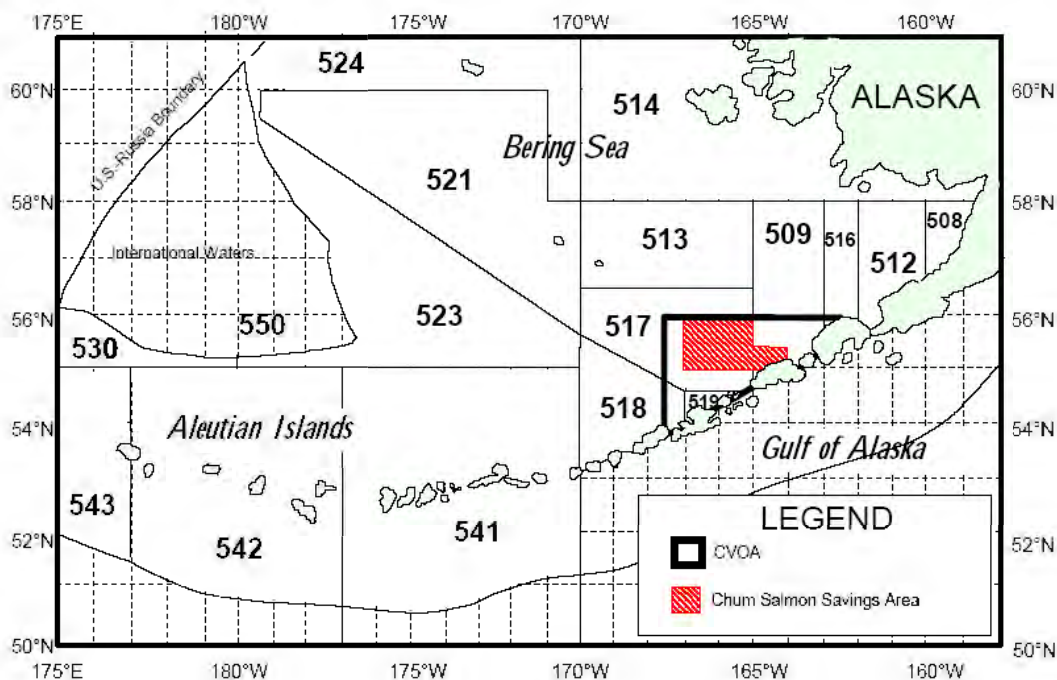 175°E 180°W 175°W 170°W 165°W 160°W
524
60°N 60°N
514
ALASKA
U.S.-Russia Boundary
Bering Sea
521
58°N 58°N
513 509 516 508
512
International Waters
523
550
517
56°N 56°N
530
518 519
54°N 54°N
Aleutian Islands
Gulf of Alaska
543
542
541
52°N 52°N
LEGEND
CVOA
Chum Salmon Savings Area
50°N 50°N
175°E 180°W 175°W 170°W 165°W 160°W